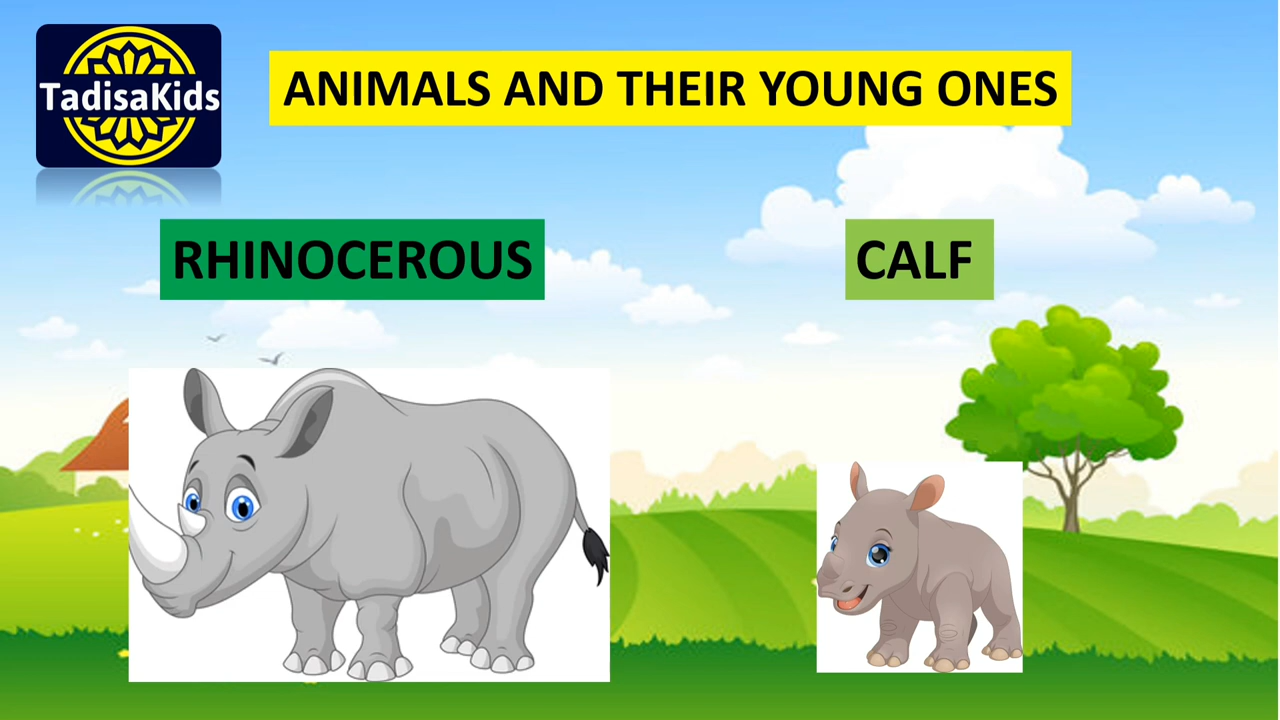 TadisaKids
ANIMALS AND THEIR YOUNG ONES
RHINOCEROUS
CALF